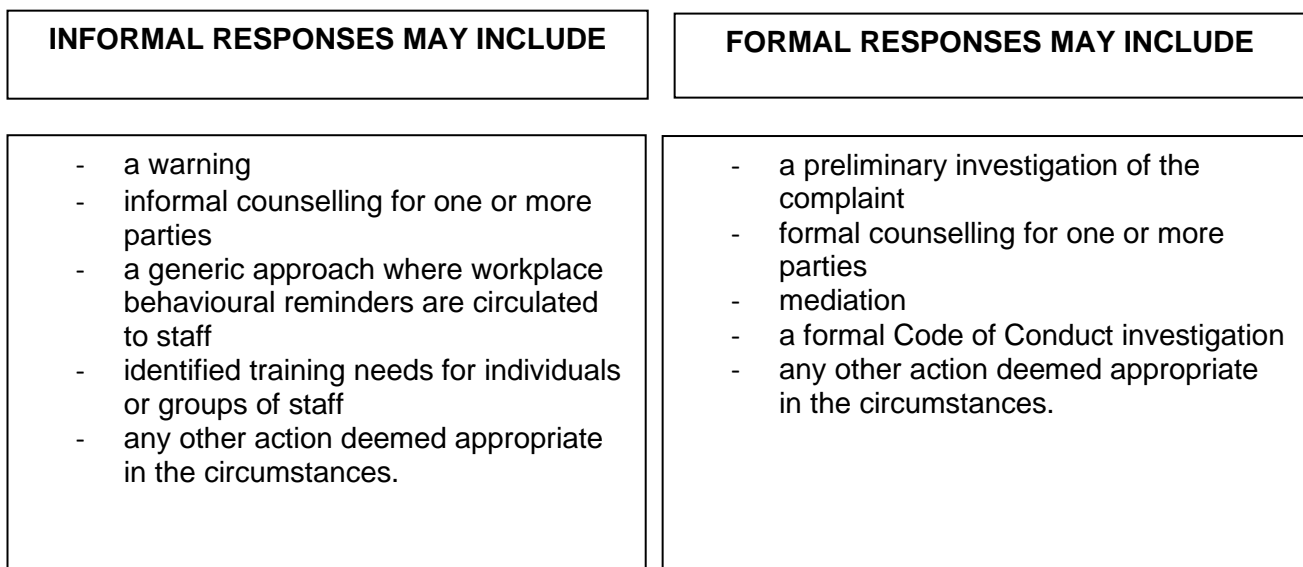 INFORMAL RESPONSES MAY INCLUDE
FORMAL RESPONSES MAY INCLUDE
- a warning
- informal counselling for one or more
parties
- a generic approach where workplace
behavioural reminders are circulated
to staff
- identified training needs for individuals
or groups of staff
- any other action deemed appropriate
in the circumstances.
- a preliminary investigation of the
complaint
- formal counselling for one or more
parties
- mediation
- a formal Code of Conduct investigation
- any other action deemed appropriate
in the circumstances.